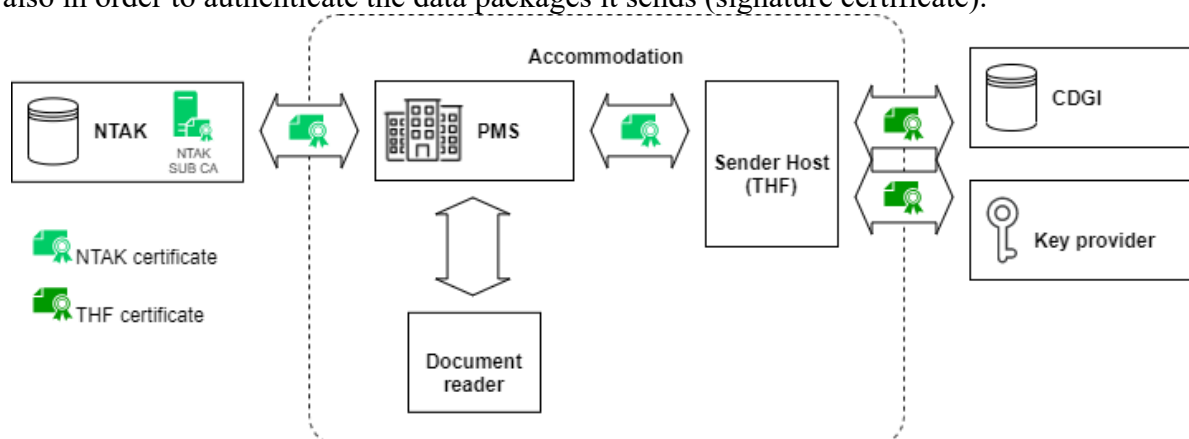 also in order to authenticate the data packages it sends (signature certificate).
Accommodation
NTAK
NTAK
SUB CA
PMS
Sender Host
(THF)
CDGI
Key provider
NTAK certificate
THF certificate
Document
reader